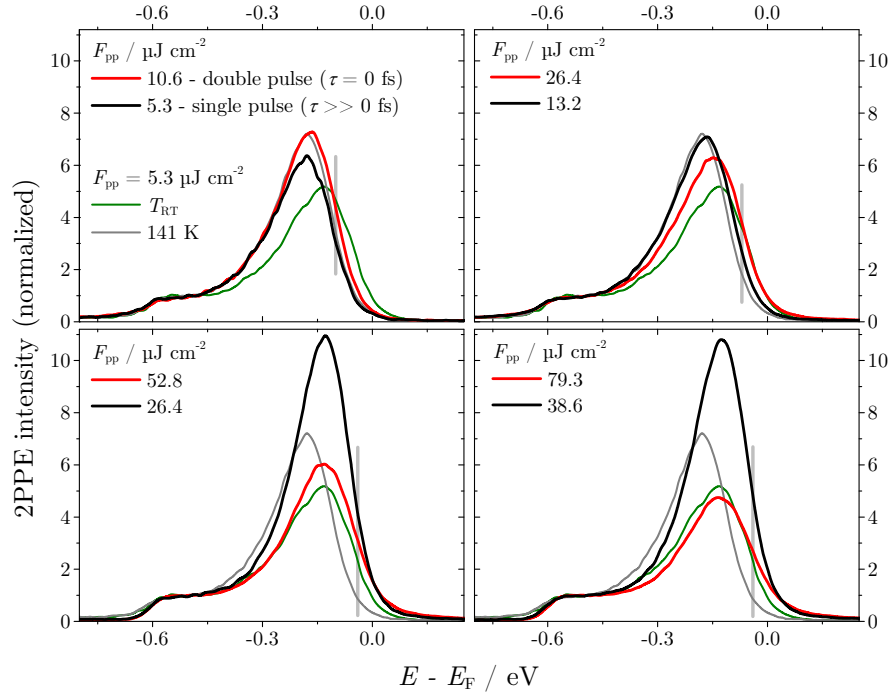 -0.6 -0.3 0.0 -0.6 -0.3 0.0
10 10
8 8
6 6
4 4
2 2
0 0
F_pp / µJ cm⁻²
10.6 - double pulse (τ = 0 fs)
5.3 - single pulse (τ >> 0 fs)
F_pp = 5.3 µJ cm⁻²
T_RT
141 K
F_pp / µJ cm⁻²
26.4
13.2
10 10
8 8
6 6
4 4
2 2
0 0
F_pp / µJ cm⁻²
52.8
26.4
F_pp / µJ cm⁻²
79.3
38.6
-0.6 -0.3 0.0 -0.6 -0.3 0.0
2PPE intensity (normalized)
E - E_F / eV